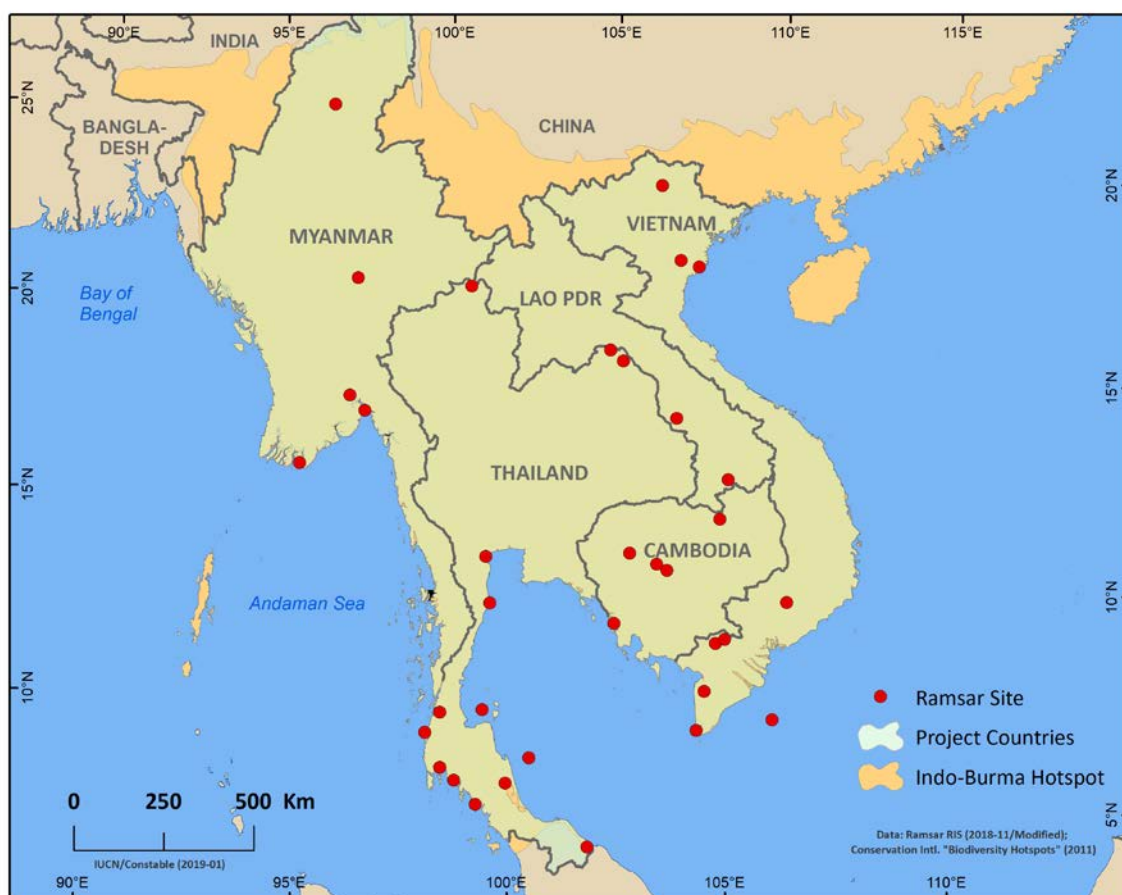 90°E
95°E
100°E
105°E
110°E
115°E
INDIA
25°N
BANGLA-
DESH
CHINA
20°N
VIETNAM
MYANMAR
20°N
Bay of
Bengal
LAO PDR
15°N
THAILAND
15°N
CAMBODIA
Andaman Sea
10°N
10°N
Ramsar Site
Project Countries
Indo-Burma Hotspot
0 250 500 Km
5°N
IUCN/Constable (2019-01)
Data: Ramsar RIS (2018-11/Modified);
Conservation Intl. "Biodiversity Hotspots" (2011)
90°E
95°E
100°E
105°E
110°E